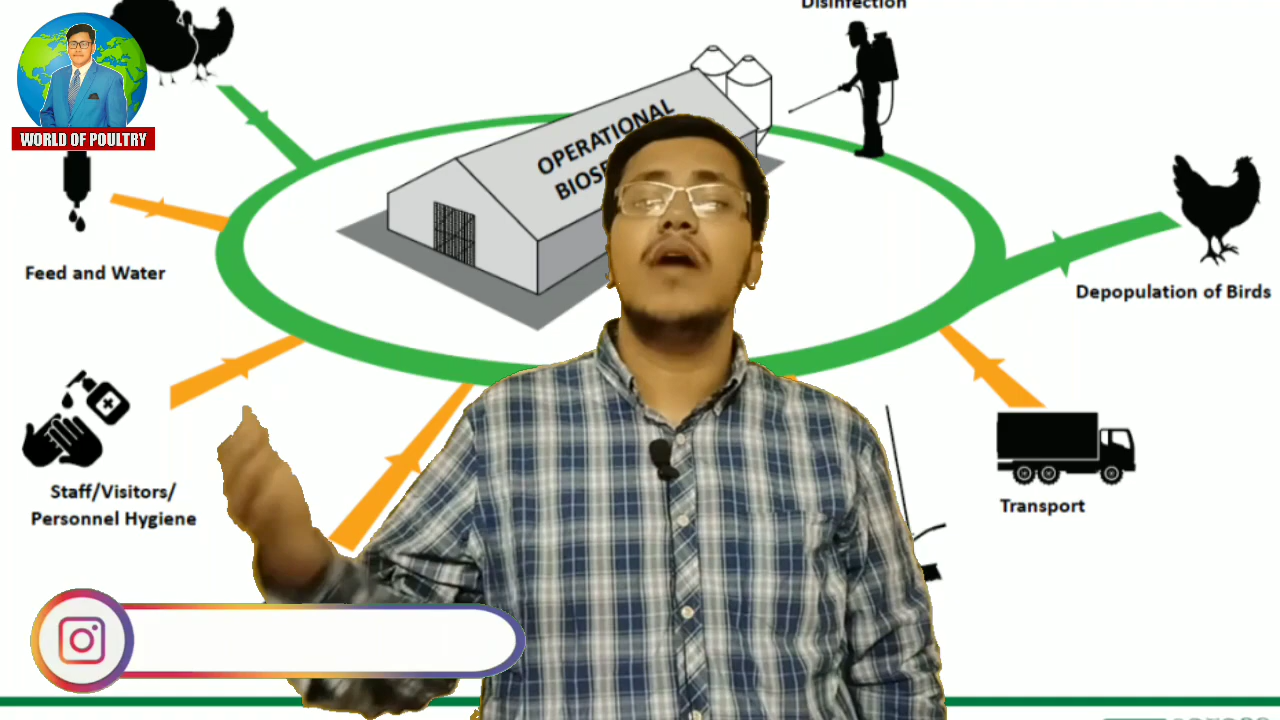 Disinfection
WORLD OF POULTRY
OPERATIONAL
Feed and Water
Depopulation of Birds
Staff/Visitors/
Personnel Hygiene
Transport